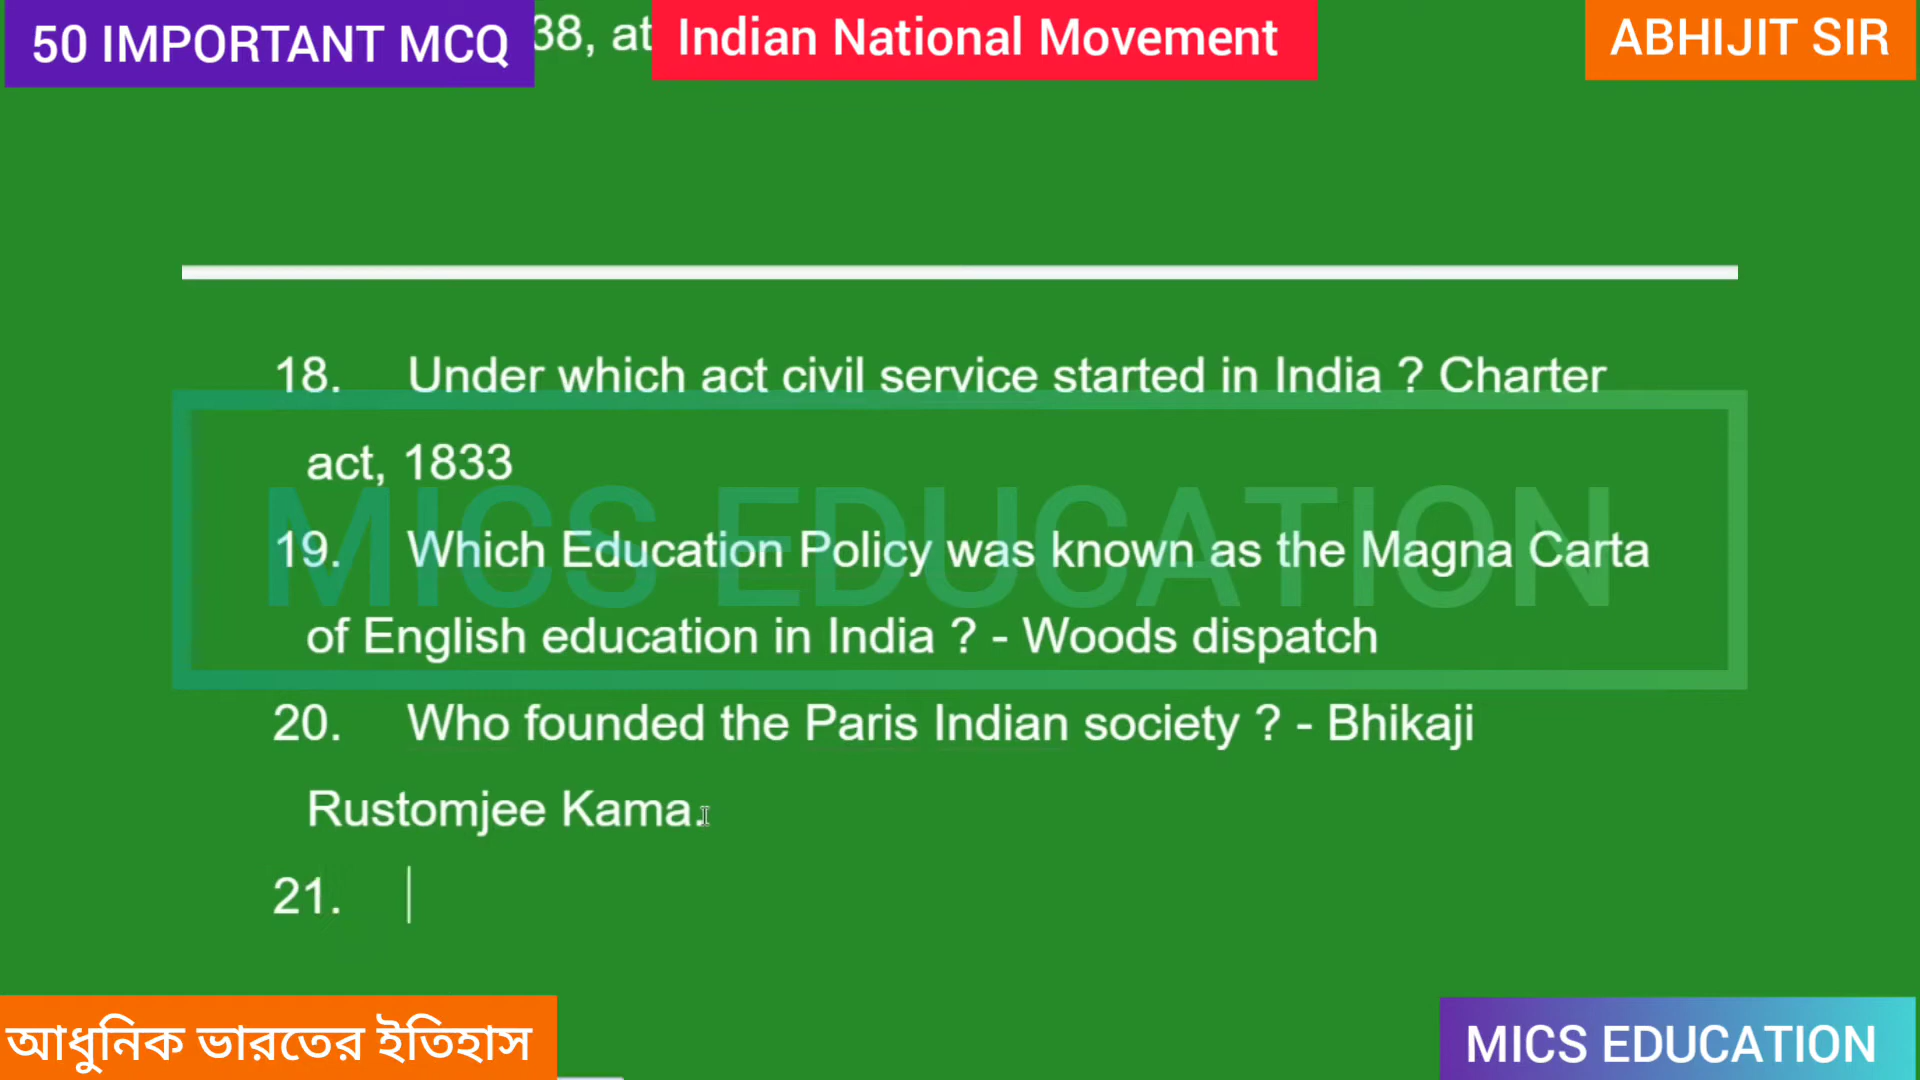 50 IMPORTANT MCQ
38, at
Indian National Movement
ABHIJIT SIR
18. Under which act civil service started in India ? Charter
act, 1833
MICS EDUCATION
19. Which Education Policy was known as the Magna Carta
of English education in India ? - Woods dispatch
20. Who founded the Paris Indian society ? - Bhikaji
Rustomjee Kama.
21.
আধুনিক ভারতের ইতিহাস
MICS EDUCATION